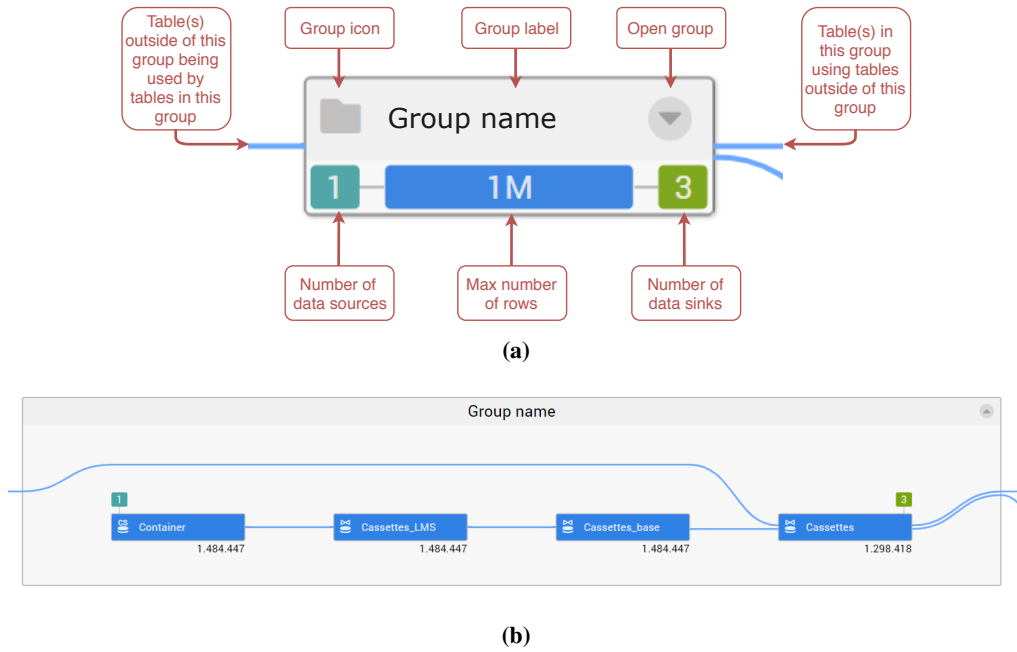 Table(s)
outside of this
group being
used by
tables in this
group
Group icon
Group label
Open group
Table(s) in
this group
using tables
outside of this
group
Group name
1
1M
3
Number of
data sources
Max number
of rows
Number of
data sinks
(a)
Group name
1
3
CS
Container
Cassettes_LMS
Cassettes_base
Cassettes
1.484.447
1.484.447
1.484.447
1.298.418
(b)